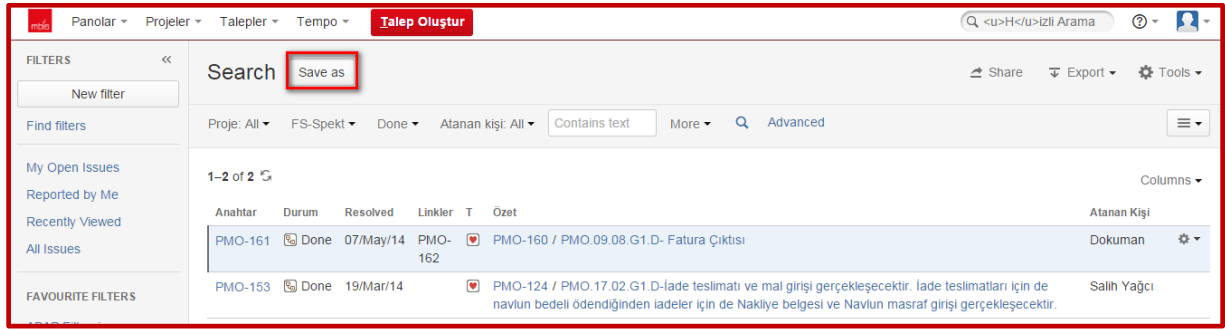 mbis Panolar Projeler Talepler Tempo Talep Oluştur <u>H</u>ızlı Arama
FILTERS
New filter
Find filters
My Open Issues
Reported by Me
Recently Viewed
All Issues
FAVOURITE FILTERS
Search Save as Share Export Tools
Proje: All FS-Spekt Done Atanan kişi: All Contains text More Advanced
1–2 of 2
Columns
Anahtar Durum Resolved Linkler T Özet Atanan Kişi
PMO-161 Done 07/May/14 PMO-162 PMO-160 / PMO.09.08.G1.D- Fatura Çıktısı Dokuman
PMO-153 Done 19/Mar/14 PMO-124 / PMO.17.02.G1.D-İade teslimatı ve mal girişi gerçekleşecektir. İade teslimatları için de Salih Yağcı
navlun bedeli ödendiğinden iadeler için de Nakliye belgesi ve Navlun masraf girişi gerçekleşecektir.